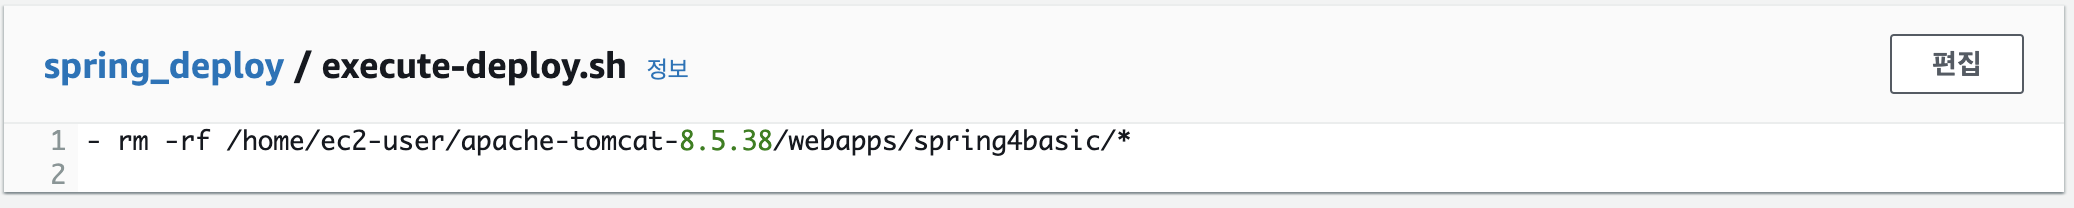 spring_deploy / execute-deploy.sh 정보
편집
1 - rm -rf /home/ec2-user/apache-tomcat-8.5.38/webapps/spring4basic/*
2